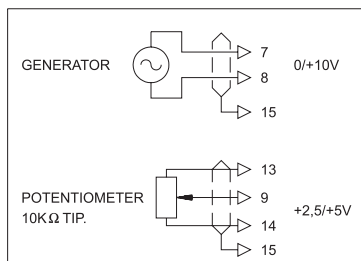 7
GENERATOR
0/+10V
8
15
13
POTENTIOMETER
9
10KΩ TIP.
+2,5/+5V
14
15